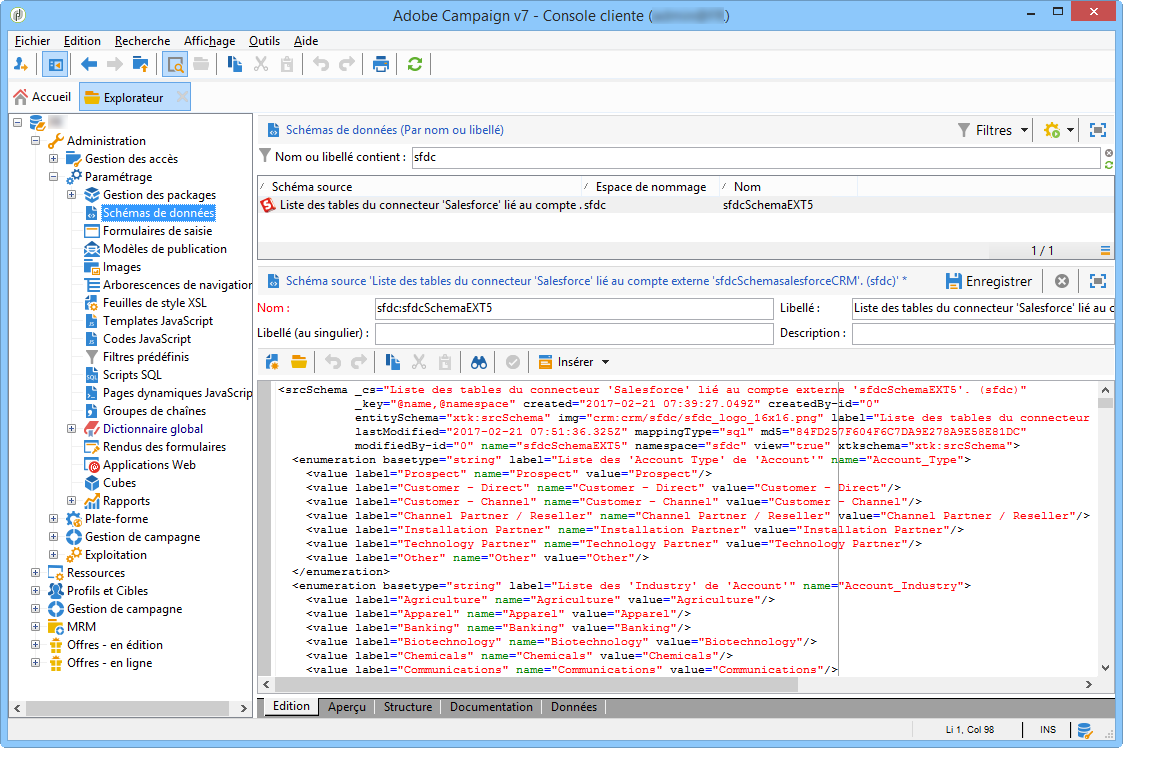 Adobe Campaign v7 - Console cliente ( )
Fichier Edition Recherche Affichage Outils Aide
Accueil Explorateur
Administration
Gestion des accès
Paramétrage
Gestion des packages
Schémas de données
Formulaires de saisie
Modèles de publication
Images
Arborescences de navigation
Feuilles de style XSL
Templates JavaScript
Codes JavaScript
Filtres prédéfinis
Scripts SQL
Pages dynamiques JavaScrip
Groupes de chaînes
Dictionnaire global
Rendus des formulaires
Applications Web
Cubes
Rapports
Plate-forme
Gestion de campagne
Exploitation
Ressources
Profils et Cibles
Gestion de campagne
MRM
Offres - en édition
Offres - en ligne
Schémas de données (Par nom ou libellé) Filtres
Nom ou libellé contient : sfdc
Schéma source Espace de nommage Nom
Liste des tables du connecteur 'Salesforce' lié au compte . sfdc sfdcSchemaEXT5
1 / 1
Schéma source 'Liste des tables du connecteur 'Salesforce' lié au compte externe 'sfdcSchemasalesforceCRM'. (sfdc)' * Enregistrer
Nom : sfdc:sfdcSchemaEXT5 Libellé : Liste des tables du connecteur 'Salesforce' lié au c
Libellé (au singulier) : Description :
Insérer
<srcSchema _cs="Liste des tables du connecteur 'Salesforce' lié au compte externe 'sfdcSchemaEXT5'. (sfdc)"
_key="@name,@namespace" created="2017-02-21 07:39:27.049Z" createdBy-id="0"
entitySchema="xtk:srcSchema" img="crm:crm/sfdc/sfdc_logo_16x16.png" label="Liste des tables du connecteur
lastModified="2017-02-21 07:51:36.325Z" mappingType="sql" md5="84FD257F604F6C7DA9E278A9E58E81DC"
modifiedBy-id="0" name="sfdcSchemaEXT5" namespace="sfdc" view="true" xtkschema="xtk:srcSchema">
<enumeration basetype="string" label="Liste des 'Account Type' de 'Account'" name="Account_Type">
<value label="Prospect" name="Prospect" value="Prospect"/>
<value label="Customer - Direct" name="Customer - Direct" value="Customer - Direct"/>
<value label="Customer - Channel" name="Customer - Channel" value="Customer - Channel"/>
<value label="Channel Partner / Reseller" name="Channel Partner / Reseller" value="Channel Partner / Reseller"/>
<value label="Installation Partner" name="Installation Partner" value="Installation Partner"/>
<value label="Technology Partner" name="Technology Partner" value="Technology Partner"/>
<value label="Other" name="Other" value="Other"/>
</enumeration>
<enumeration basetype="string" label="Liste des 'Industry' de 'Account'" name="Account_Industry">
<value label="Agriculture" name="Agriculture" value="Agriculture"/>
<value label="Apparel" name="Apparel" value="Apparel"/>
<value label="Banking" name="Banking" value="Banking"/>
<value label="Biotechnology" name="Biotechnology" value="Biotechnology"/>
<value label="Chemicals" name="Chemicals" value="Chemicals"/>
<value label="Communications" name="Communications" value="Communications"/>
Edition Aperçu Structure Documentation Données
Li 1, Col 98 INS